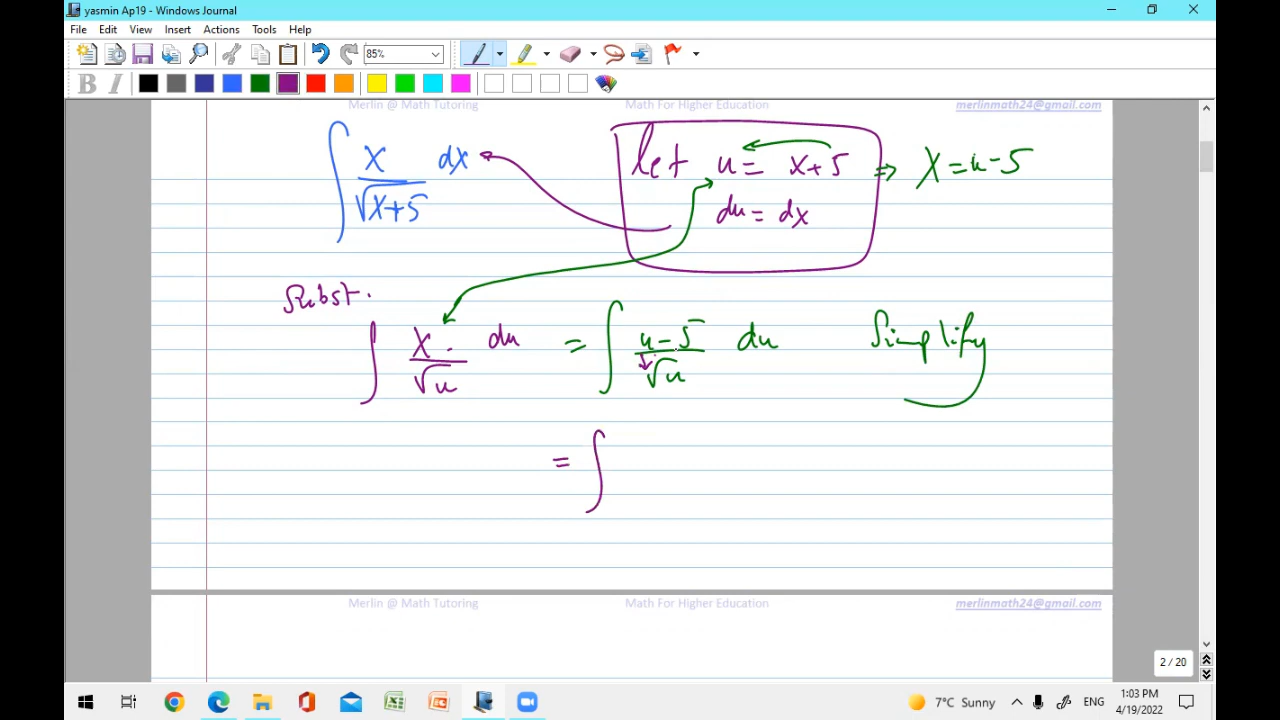 yasmin Ap19 - Windows Journal
File Edit View Insert Actions Tools Help
85%
B I
Merlin @ Math Tutoring Math For Higher Education merlinmath24@gmail.com
∫ x/√(x+5) dx let u = x+5 ⇒ x = u-5
du = dx
Subst.
∫ x/√u du = ∫ (u-5)/√u du Simplify
= ∫
Merlin @ Math Tutoring Math For Higher Education merlinmath24@gmail.com
2 / 20
7°C Sunny ENG 1:03 PM
4/19/2022